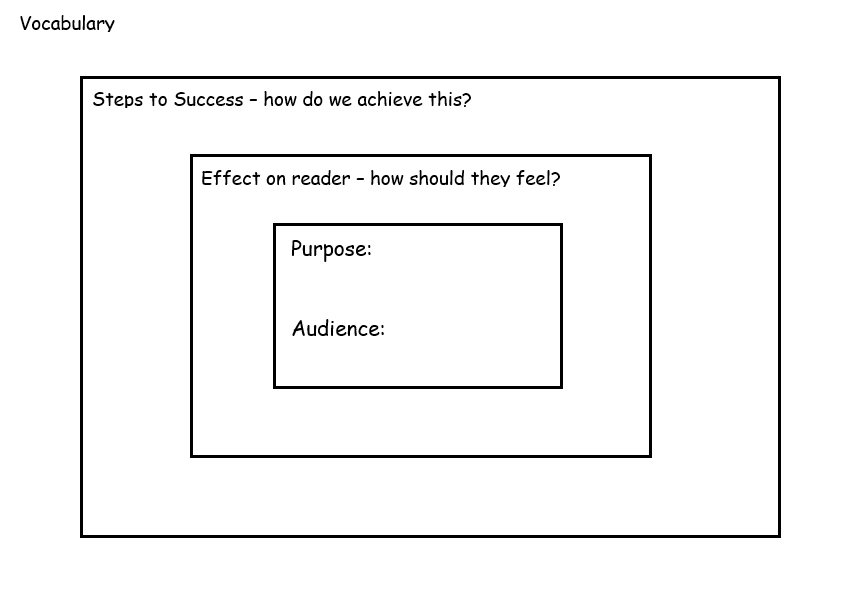 Vocabulary
Steps to Success – how do we achieve this?
Effect on reader – how should they feel?
Purpose:
Audience: